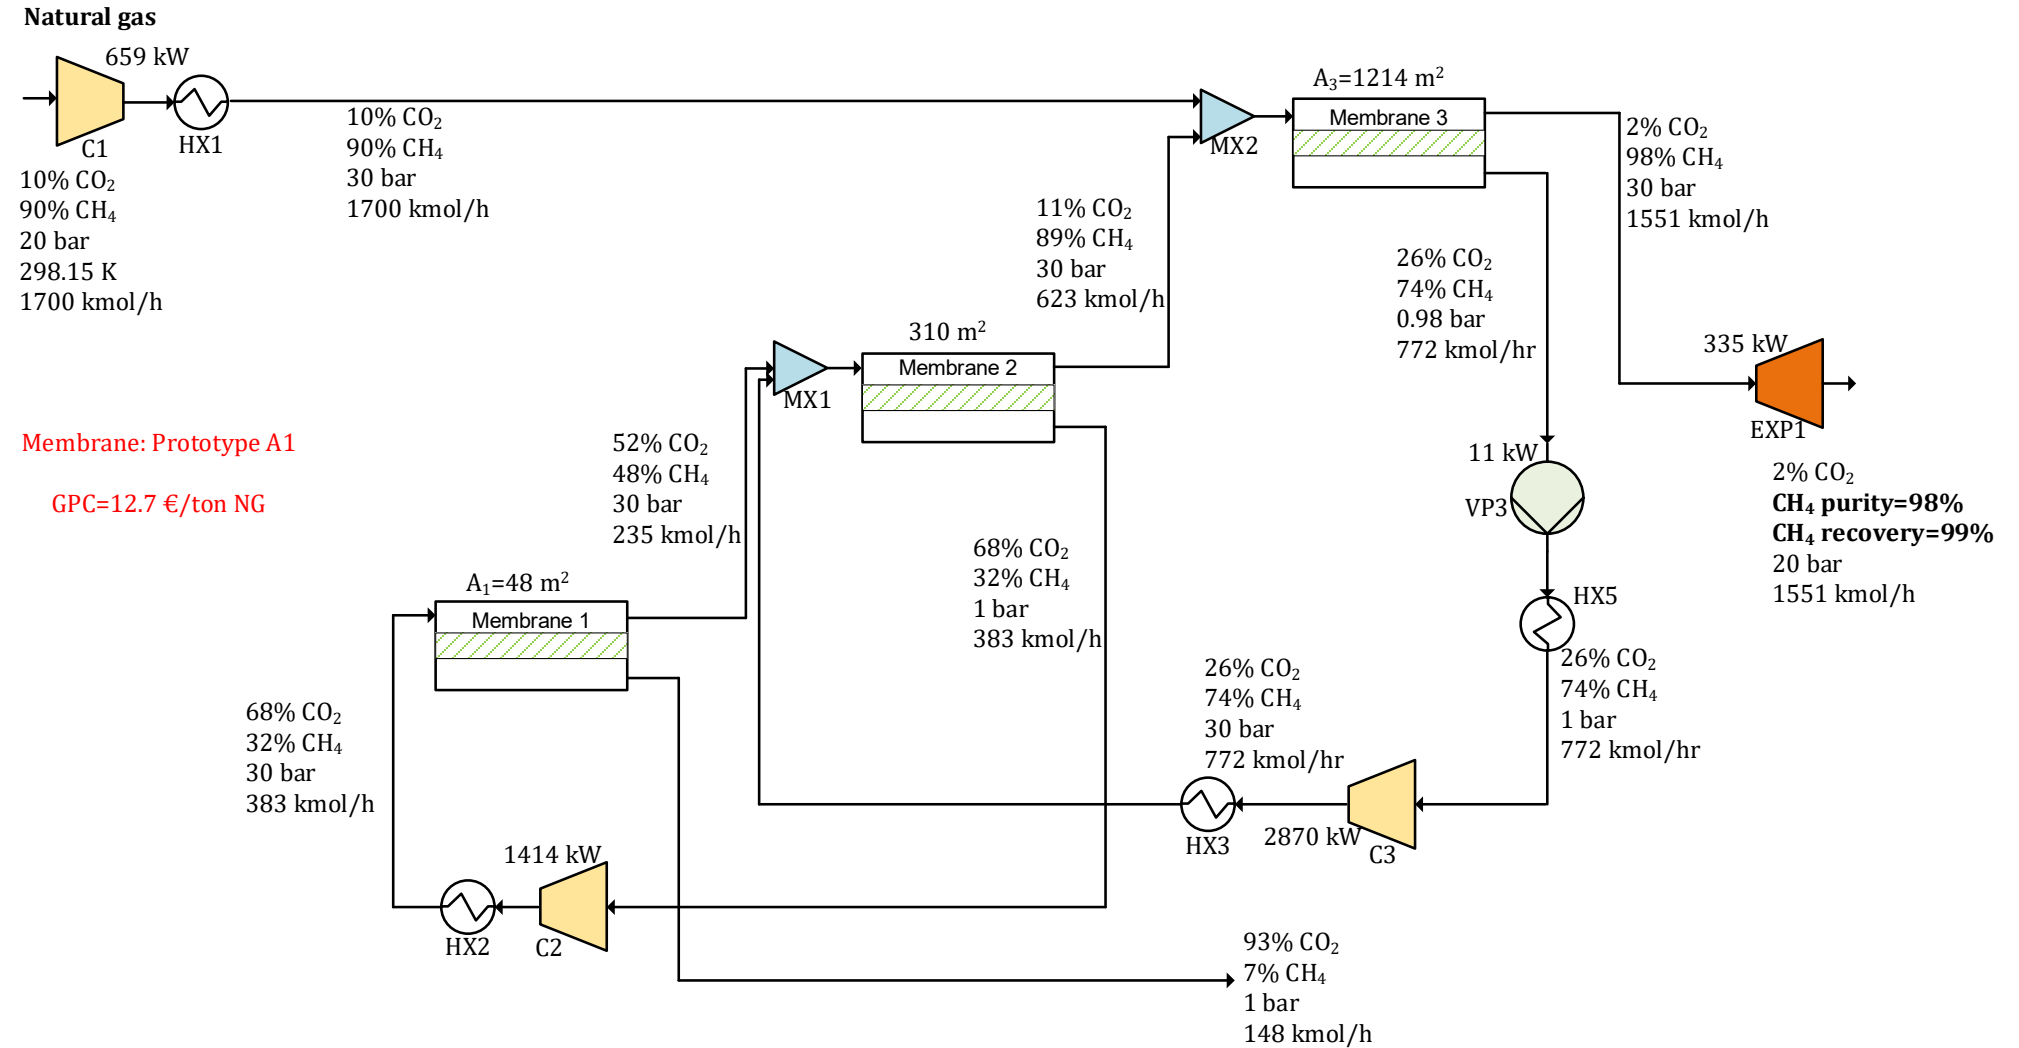 Natural gas
659 kW
C1
HX1
10% CO₂
90% CH₄
20 bar
298.15 K
1700 kmol/h
10% CO₂
90% CH₄
30 bar
1700 kmol/h
MX2
A₃=1214 m²
Membrane 3
2% CO₂
98% CH₄
30 bar
1551 kmol/h
11% CO₂
89% CH₄
30 bar
623 kmol/h
26% CO₂
74% CH₄
0.98 bar
772 kmol/hr
335 kW
EXP1
2% CO₂
CH₄ purity=98%
CH₄ recovery=99%
20 bar
1551 kmol/h
310 m²
Membrane 2
MX1
Membrane: Prototype A1
GPC=12.7 €/ton NG
52% CO₂
48% CH₄
30 bar
235 kmol/h
11 kW
VP3
68% CO₂
32% CH₄
1 bar
383 kmol/h
A₁=48 m²
Membrane 1
HX5
26% CO₂
74% CH₄
1 bar
772 kmol/hr
26% CO₂
74% CH₄
30 bar
772 kmol/hr
68% CO₂
32% CH₄
30 bar
383 kmol/h
HX3
2870 kW
C3
1414 kW
HX2
C2
93% CO₂
7% CH₄
1 bar
148 kmol/h